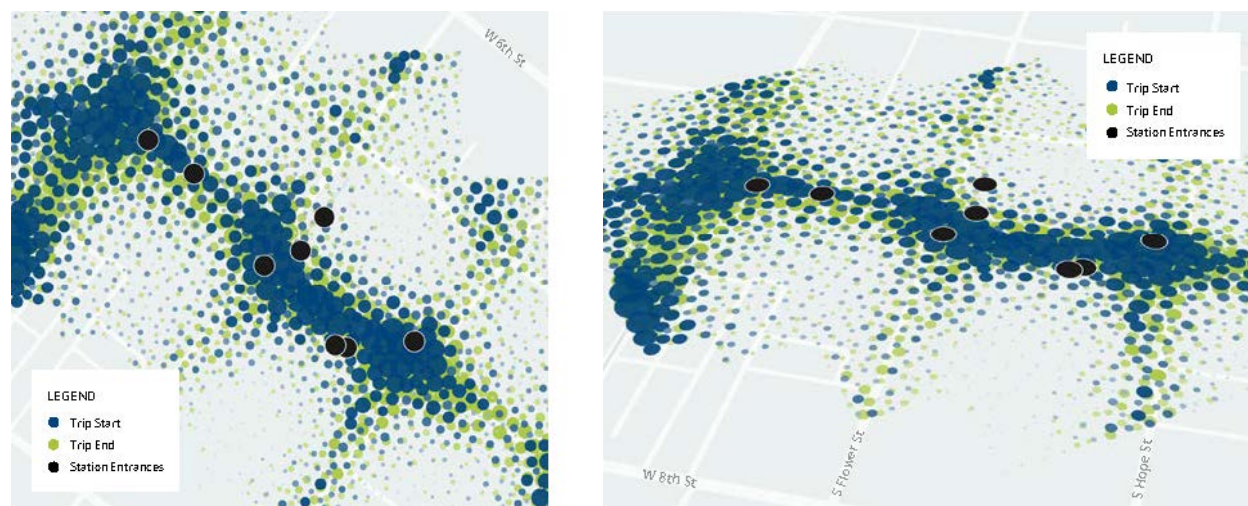 W 6th St
LEGEND
Trip Start
Trip End
Station Entrances
LEGEND
Trip Start
Trip End
Station Entrances
W 8th St
S Flower St
S Hope St